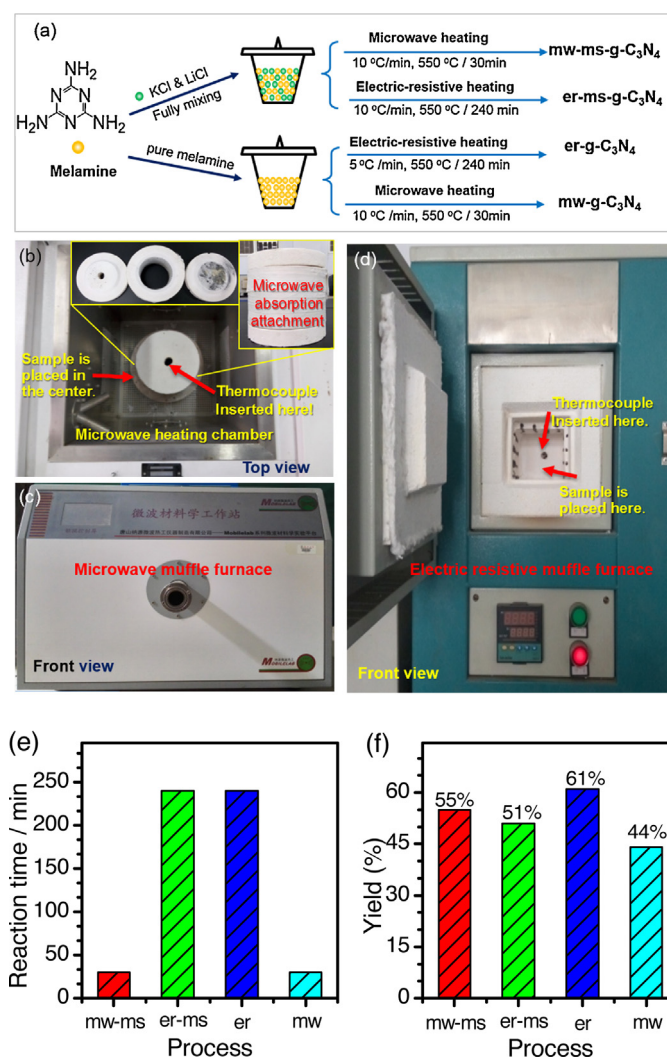 (a)
NH₂
H₂N
NH₂
N
N
N
Melamine
KCl & LiCl
Fully mixing
pure melamine
Microwave heating
10 ºC/min, 550 ºC / 30min
mw-ms-g-C₃N₄
Electric-resistive heating
10 ºC/min, 550 ºC / 240 min
er-ms-g-C₃N₄
Electric-resistive heating
5 ºC /min, 550 ºC / 240 min
er-g-C₃N₄
Microwave heating
10 ºC /min, 550 ºC / 30min
mw-g-C₃N₄
(b)
Microwave
absorption
attachment
Sample is
placed in
the center.
Thermocouple
Inserted here!
Microwave heating chamber
Top view
(c)
微波材料学工作站
Microwave muffle furnace
MOBILELAB
Front view
(d)
Thermocouple
Inserted here.
Sample is
placed here.
Electric resistive muffle furnace
Front view
(e)
Reaction time / min
250
200
150
100
50
0
mw-ms
er-ms
er
mw
Process
(f)
Yield (%)
60
45
30
15
0
55%
51%
61%
44%
mw-ms
er-ms
er
mw
Process